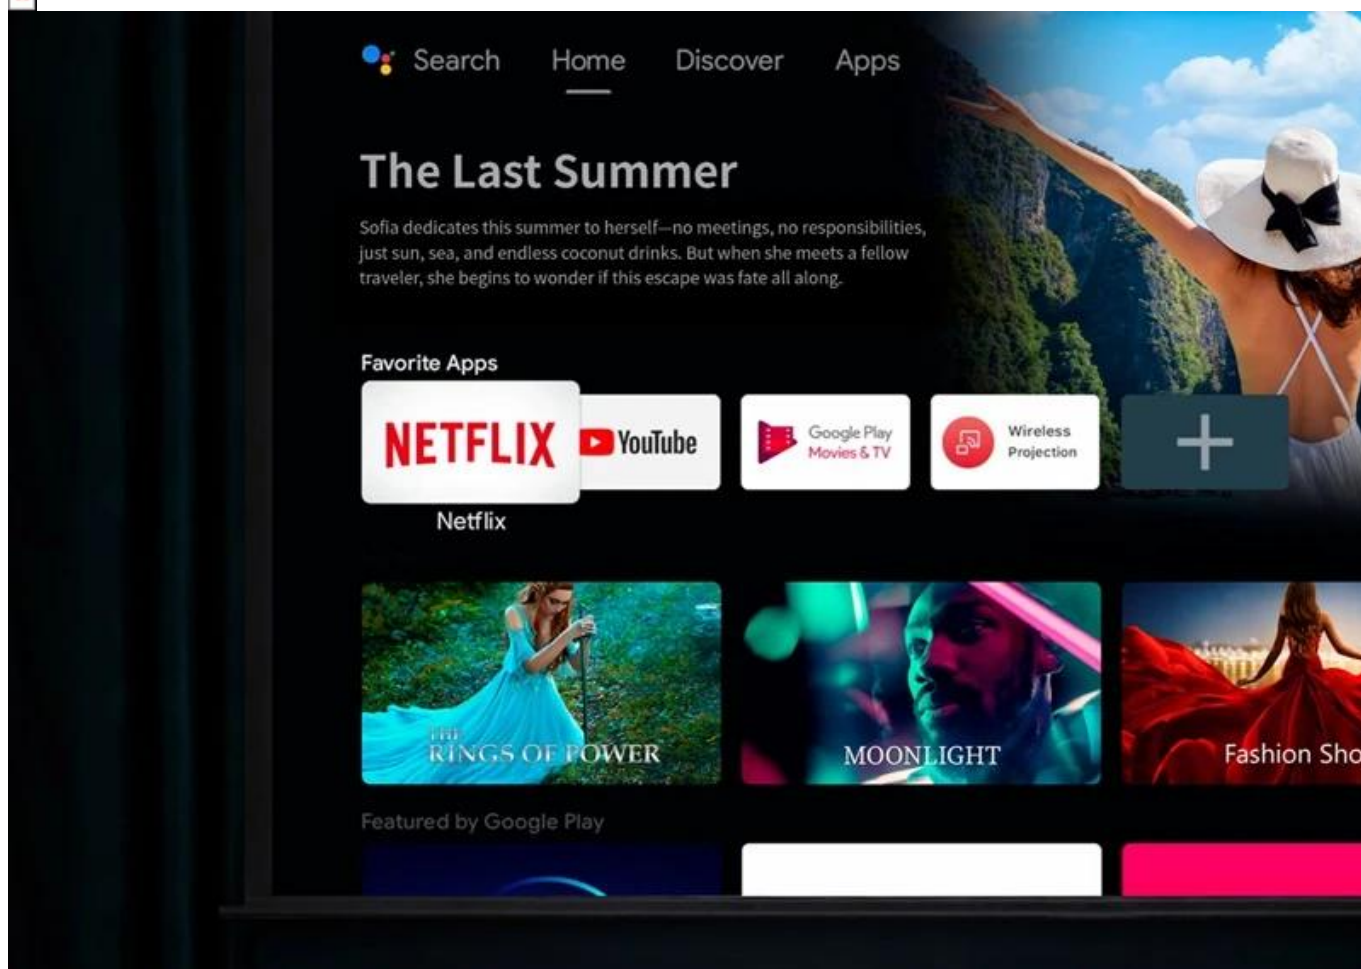 Search Home Discover Apps
The Last Summer
Sofia dedicates this summer to herself—no meetings, no responsibilities,
just sun, sea, and endless coconut drinks. But when she meets a fellow
traveler, she begins to wonder if this escape was fate all along.
Favorite Apps
NETFLIX
YouTube
Google Play
Movies & TV
Wireless
Projection
Netflix
THE
RINGS OF POWER
MOONLIGHT
Fashion Sho
Featured by Google Play